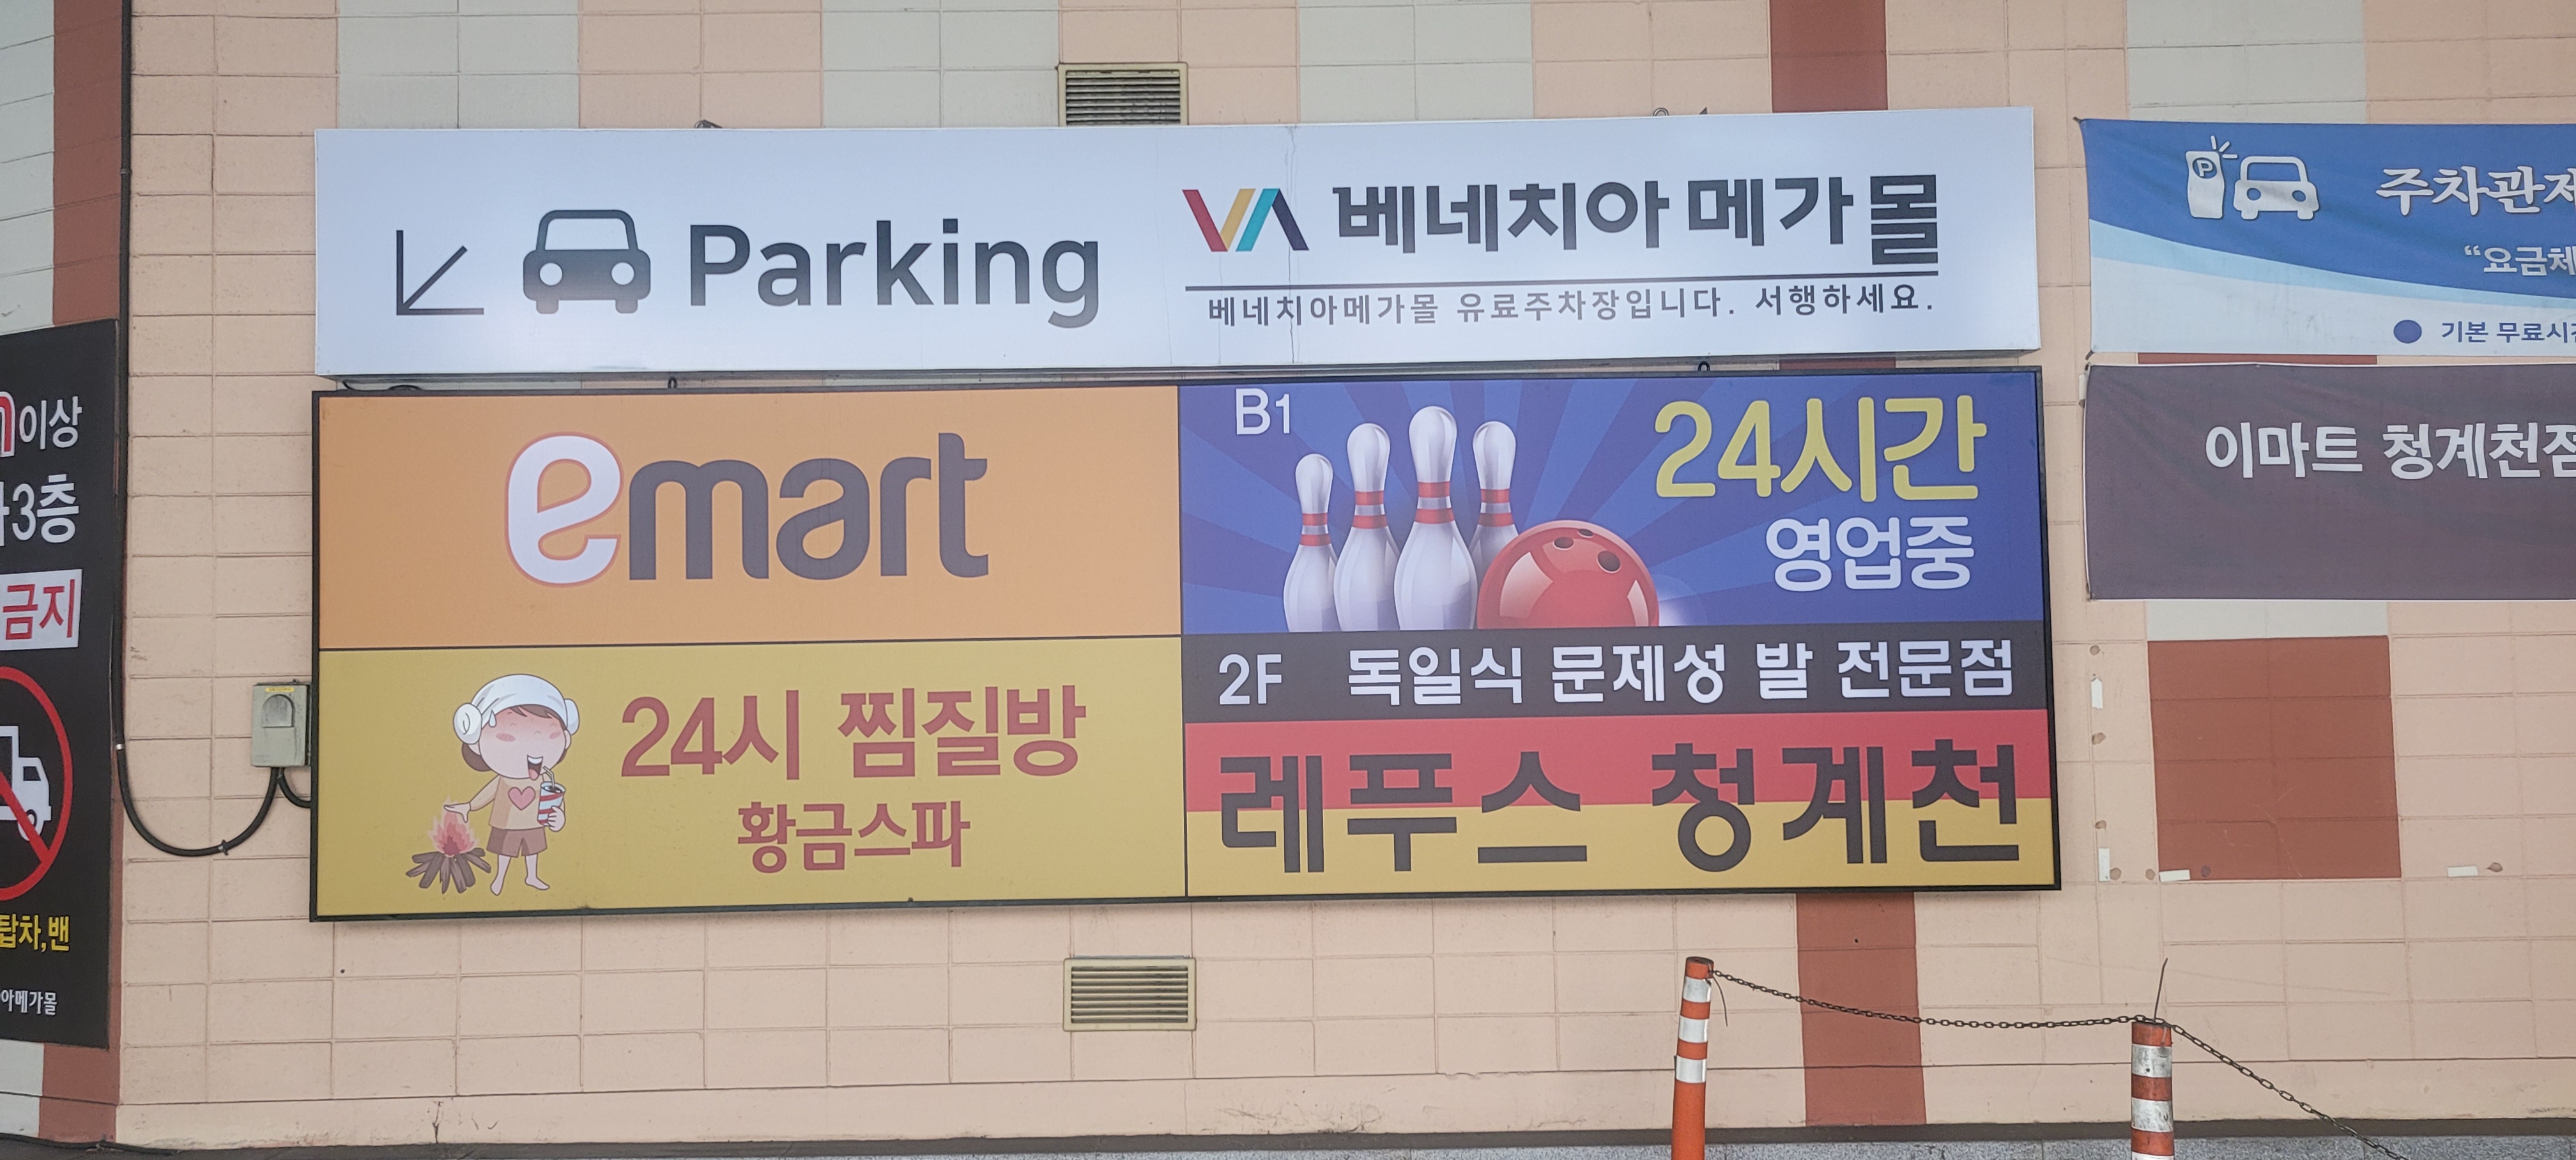 Parking
VA 베네치아 메가몰
베네치아메가몰 유료주차장입니다. 서행하세요.
emart
B1
24시간
영업중
24시 찜질방
황금스파
2F 독일식 문제성 발 전문점
레푸스 청계천
이상
3층
금지
탑차,밴
아메가몰
P
주차관제
“요금체
기본 무료시간
이마트 청계천점